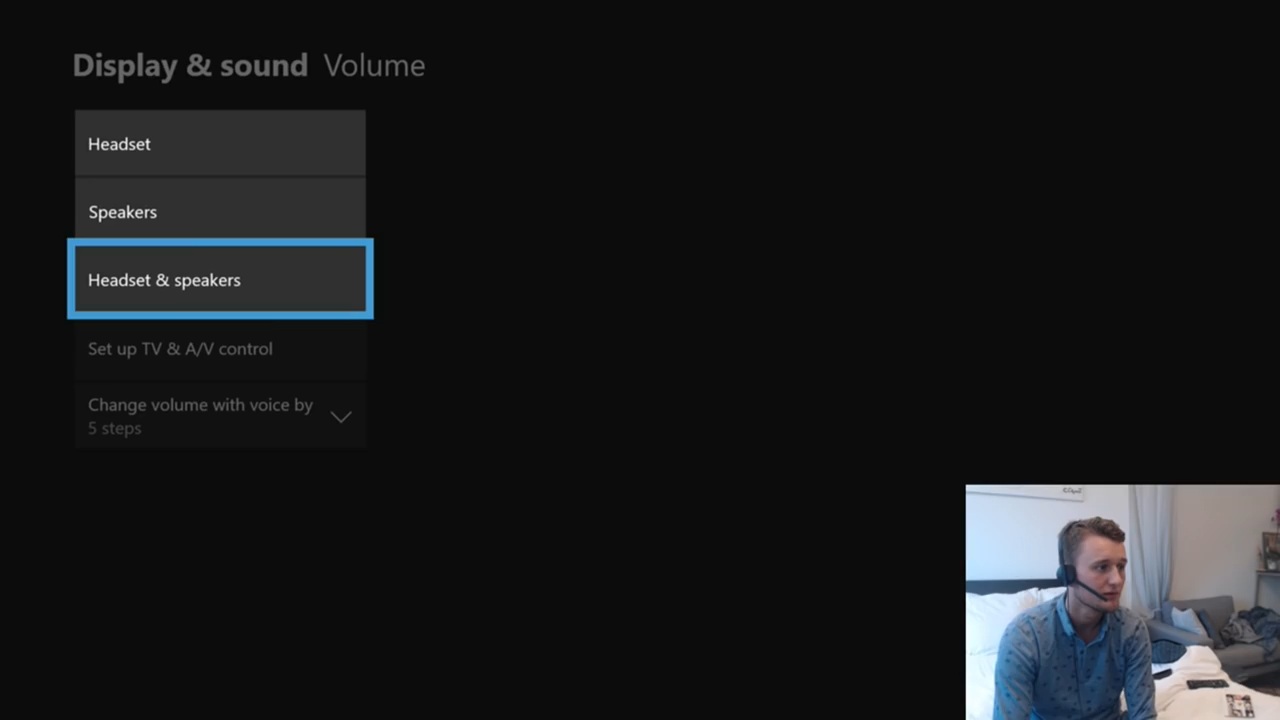 Display & sound Volume
Headset
Speakers
Headset & speakers
Set up TV & A/V control
Change volume with voice by
5 steps